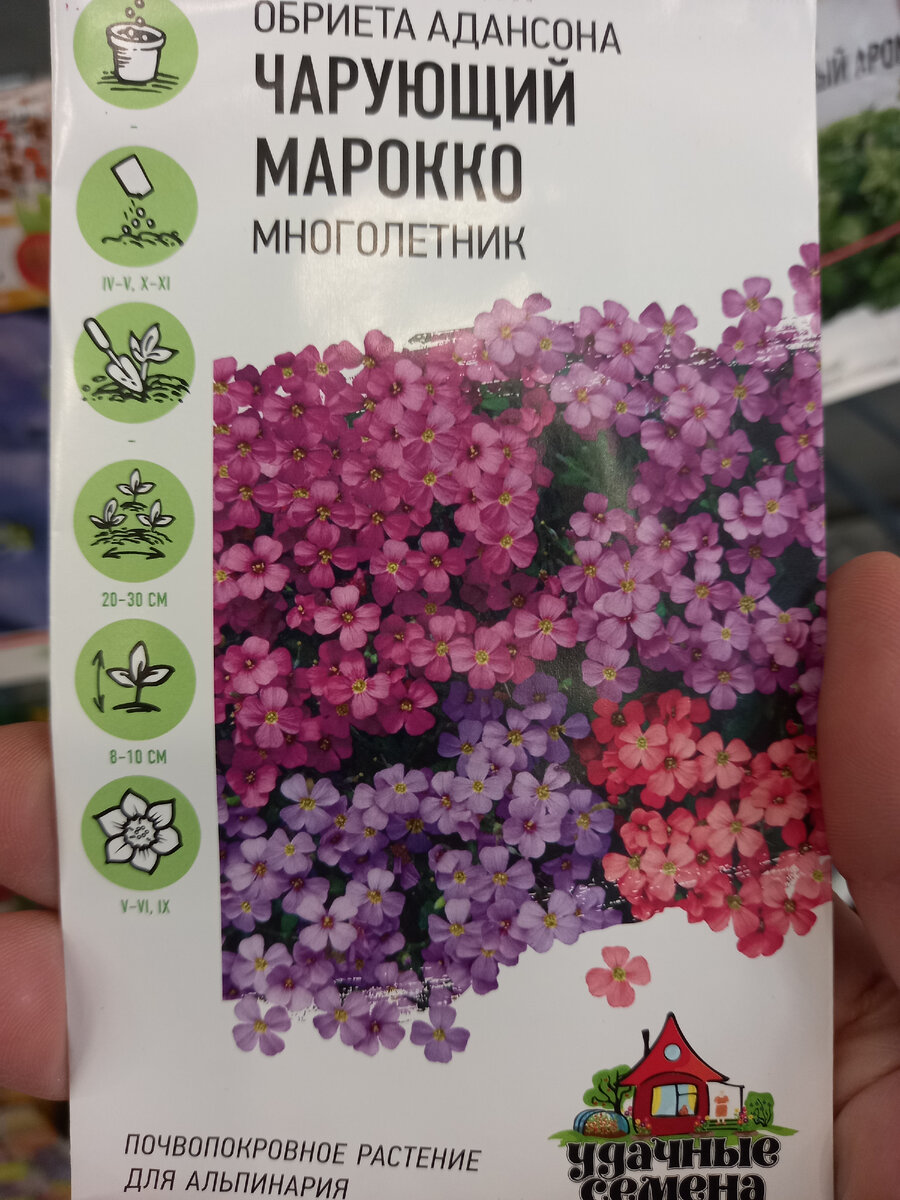 ОБРИЕТА АДАНСОНА
ЧАРУЮЩИЙ
МАРОККО
МНОГОЛЕТНИК
-
IV-V, X-XI
-
20-30 СМ
8-10 СМ
V-VI, IX
ПОЧВОПОКРОВНОЕ РАСТЕНИЕ
ДЛЯ АЛЬПИНАРИЯ
удачные
семена